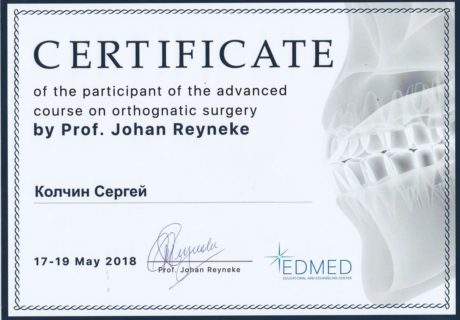 CERTIFICATE
of the participant of the advanced
course on orthognatic surgery
by Prof. Johan Reyneke
Колчин Сергей
17-19 May 2018
Reyneke
Prof. Johan Reyneke
EDMED
EDUCATIONAL AND COUNSELING CENTER